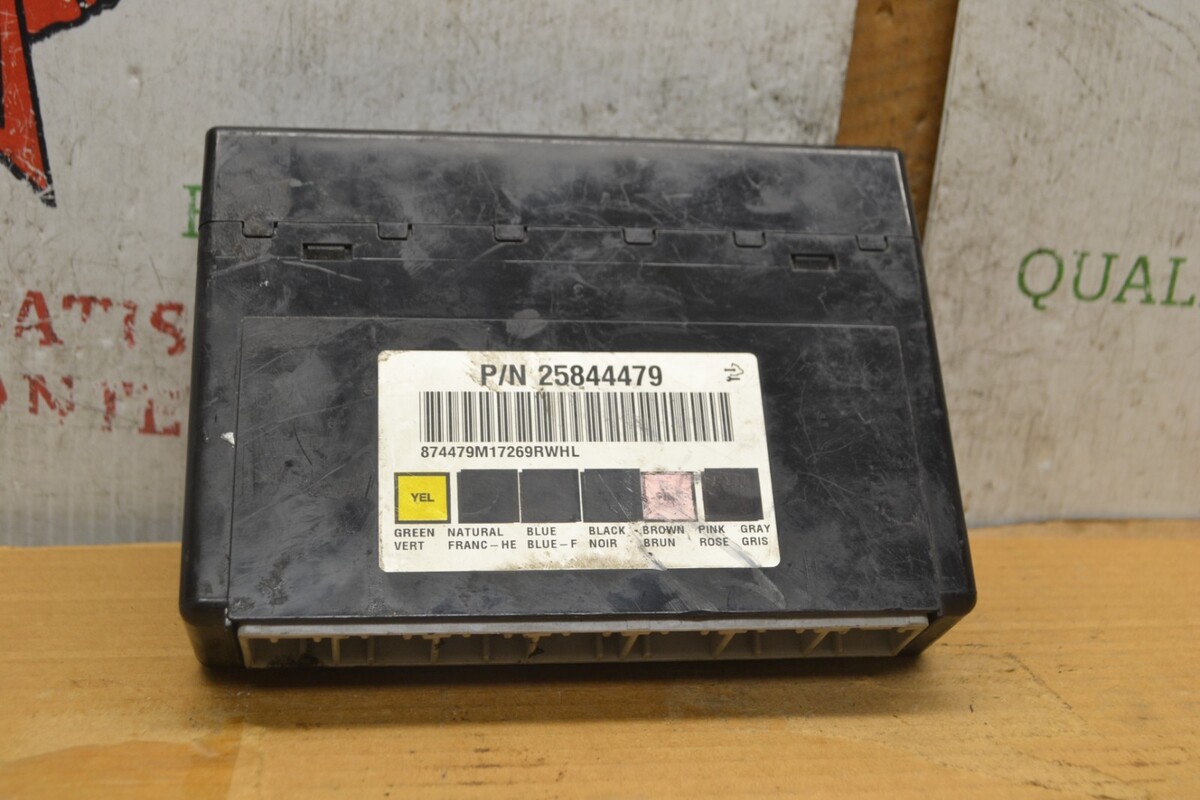 P/N 25844479
874479M17269RWHL
YEL
GREEN NATURAL BLUE BLACK BROWN PINK GRAY
VERT FRANC-HE BLUE-F NOIR BRUN ROSE GRIS
QUAL
ATIS